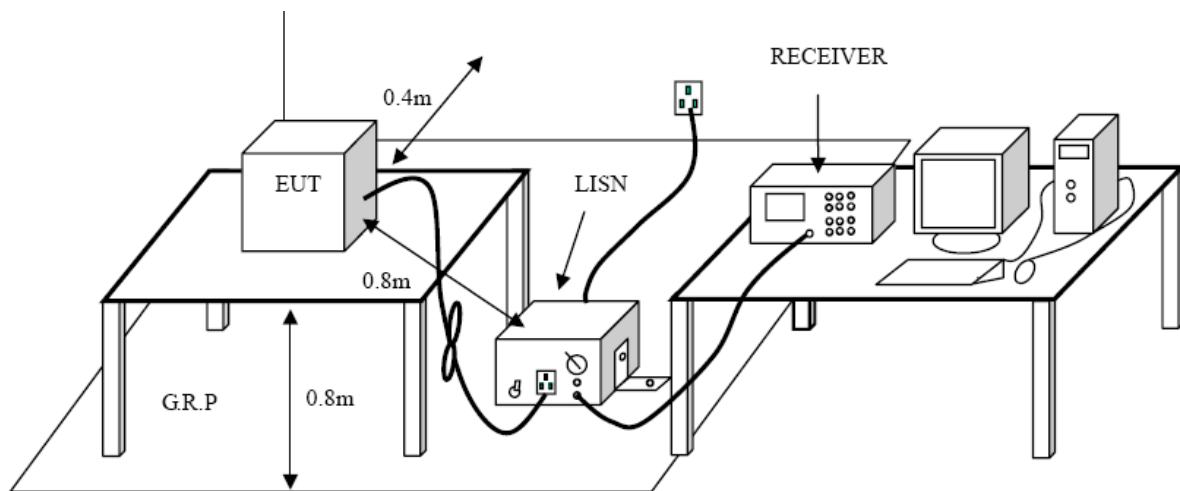 RECEIVER
0.4m
EUT
LISN
0.8m
G.R.P
0.8m